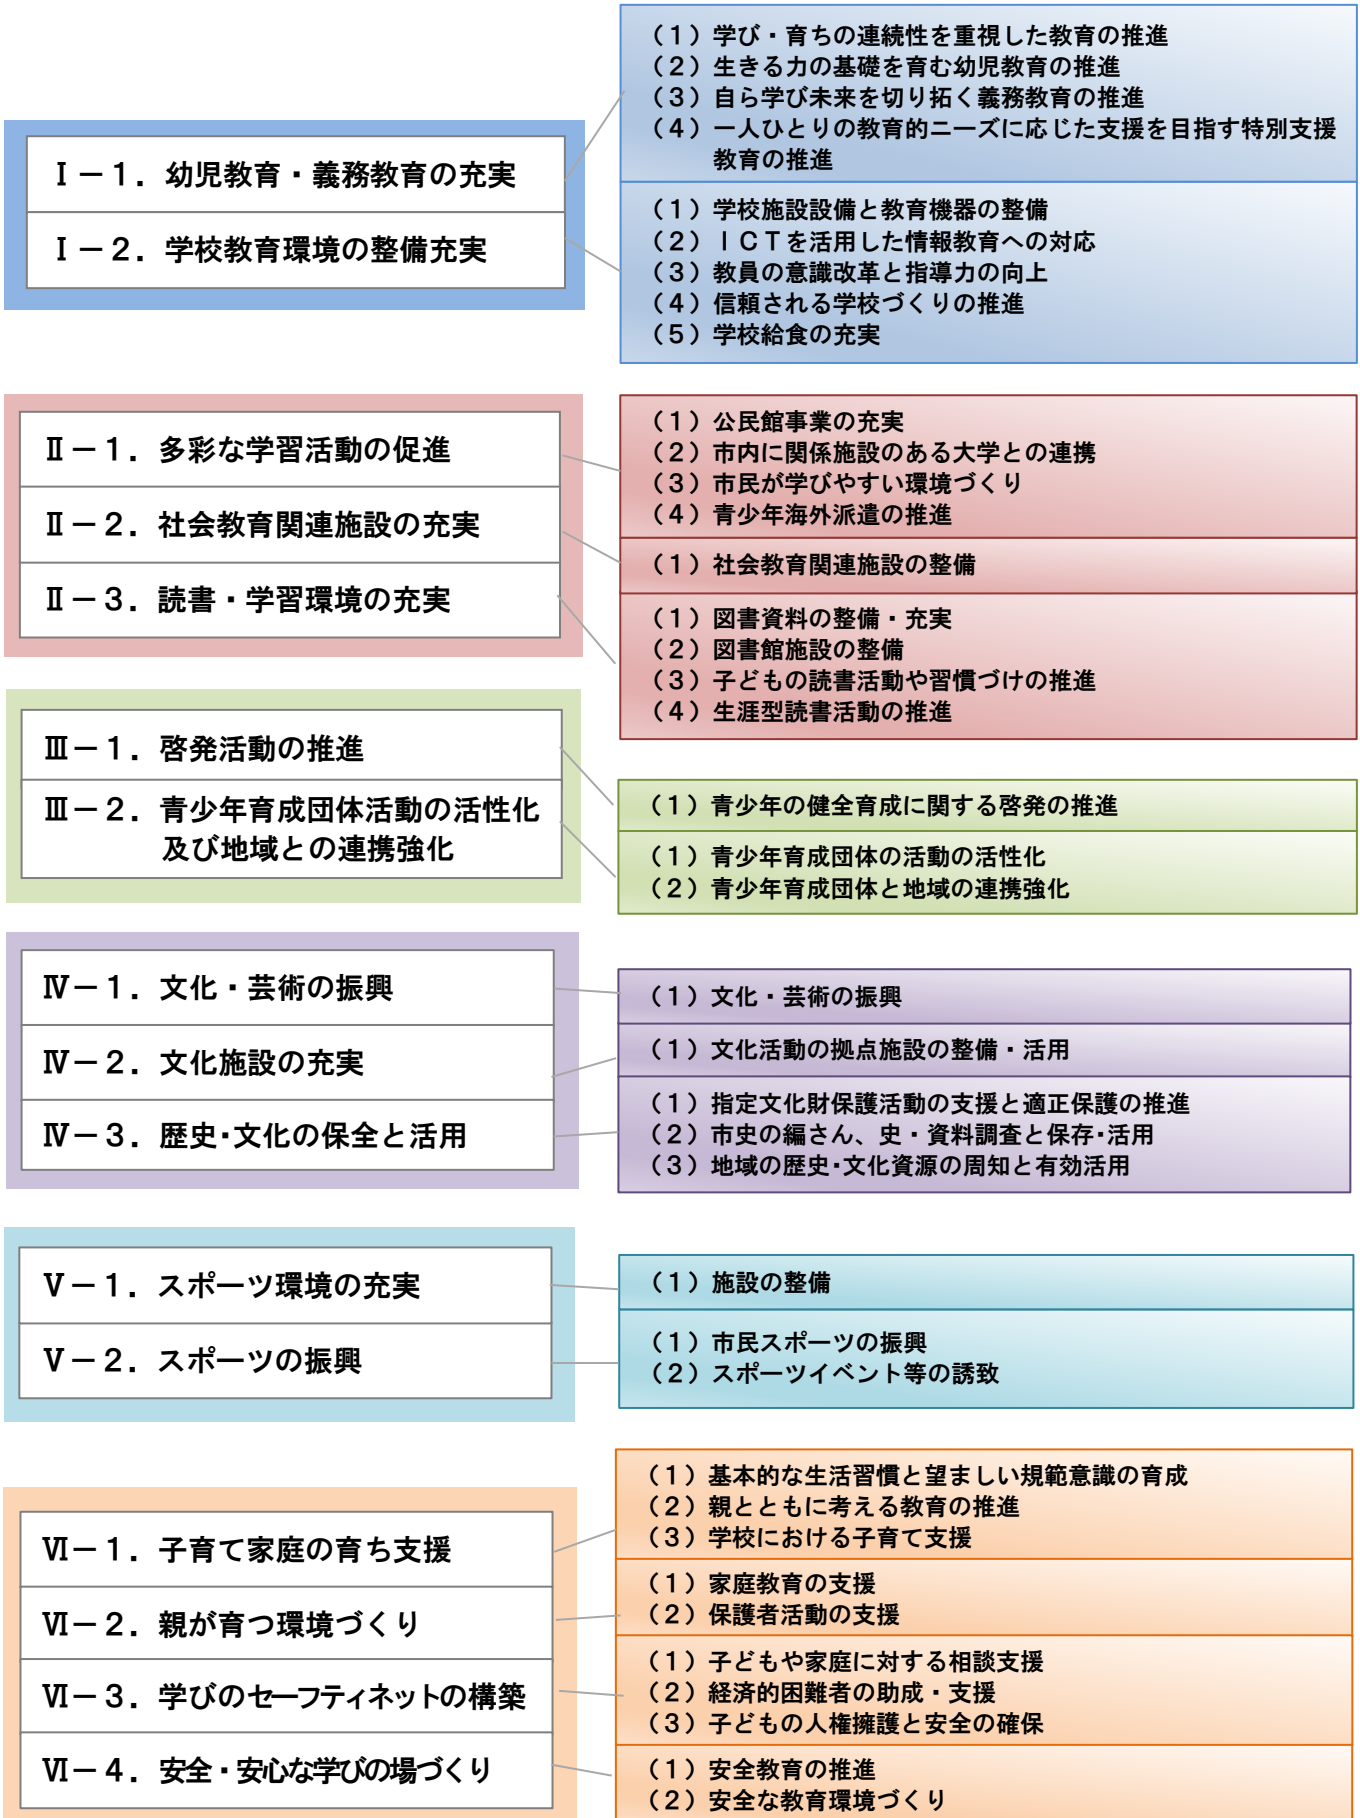 Ⅰ－１．幼児教育・義務教育の充実
（１）学び・育ちの連続性を重視した教育の推進
（２）生きる力の基礎を育む幼児教育の推進
（３）自ら学び未来を切り拓く義務教育の推進
（４）一人ひとりの教育的ニーズに応じた支援を目指す特別支援
教育の推進
Ⅰ－２．学校教育環境の整備充実
（１）学校施設設備と教育機器の整備
（２）ＩＣＴを活用した情報教育への対応
（３）教員の意識改革と指導力の向上
（４）信頼される学校づくりの推進
（５）学校給食の充実
Ⅱ－１．多彩な学習活動の促進
（１）公民館事業の充実
（２）市内に関係施設のある大学との連携
（３）市民が学びやすい環境づくり
（４）青少年海外派遣の推進
Ⅱ－２．社会教育関連施設の充実
（１）社会教育関連施設の整備
Ⅱ－３．読書・学習環境の充実
（１）図書資料の整備・充実
（２）図書館施設の整備
（３）子どもの読書活動や習慣づけの推進
（４）生涯型読書活動の推進
Ⅲ－１．啓発活動の推進
（１）青少年の健全育成に関する啓発の推進
Ⅲ－２．青少年育成団体活動の活性化
及び地域との連携強化
（１）青少年育成団体の活動の活性化
（２）青少年育成団体と地域の連携強化
Ⅳ－１．文化・芸術の振興
（１）文化・芸術の振興
Ⅳ－２．文化施設の充実
（１）文化活動の拠点施設の整備・活用
Ⅳ－３．歴史・文化の保全と活用
（１）指定文化財保護活動の支援と適正保護の推進
（２）市史の編さん、史・資料調査と保存・活用
（３）地域の歴史・文化資源の周知と有効活用
Ⅴ－１．スポーツ環境の充実
（１）施設の整備
Ⅴ－２．スポーツの振興
（１）市民スポーツの振興
（２）スポーツイベント等の誘致
Ⅵ－１．子育て家庭の育ち支援
（１）基本的な生活習慣と望ましい規範意識の育成
（２）親とともに考える教育の推進
（３）学校における子育て支援
Ⅵ－２．親が育つ環境づくり
（１）家庭教育の支援
（２）保護者活動の支援
Ⅵ－３．学びのセーフティネットの構築
（１）子どもや家庭に対する相談支援
（２）経済的困難者の助成・支援
（３）子どもの人権擁護と安全の確保
Ⅵ－４．安全・安心な学びの場づくり
（１）安全教育の推進
（２）安全な教育環境づくり